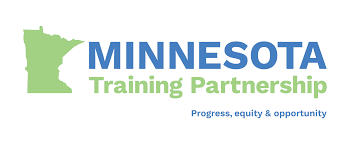 MINNESOTA
Training Partnership
Progress, equity & opportunity